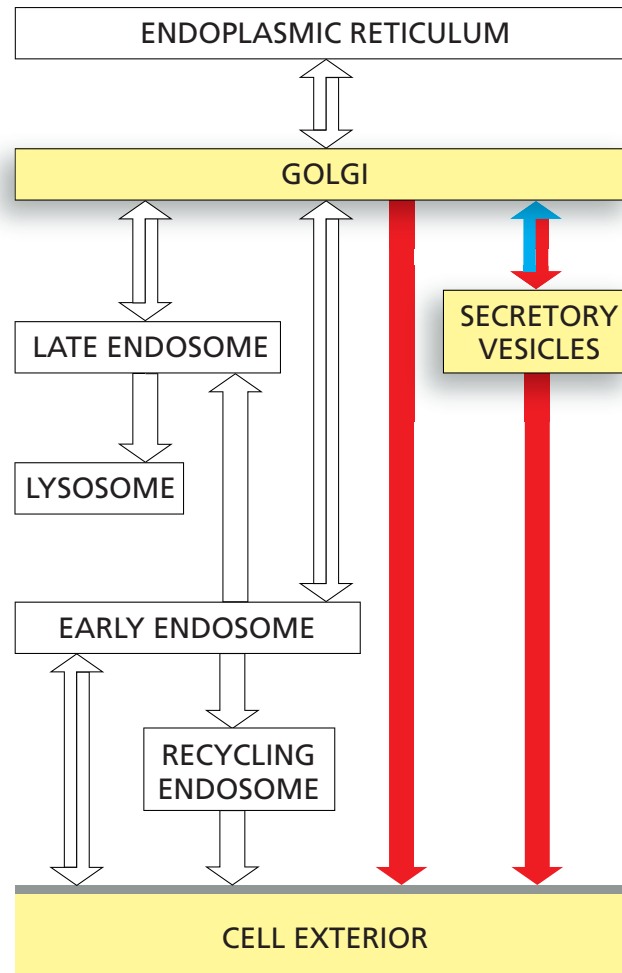 ENDOPLASMIC RETICULUM
GOLGI
SECRETORY
VESICLES
LATE ENDOSOME
LYSOSOME
EARLY ENDOSOME
RECYCLING
ENDOSOME
CELL EXTERIOR